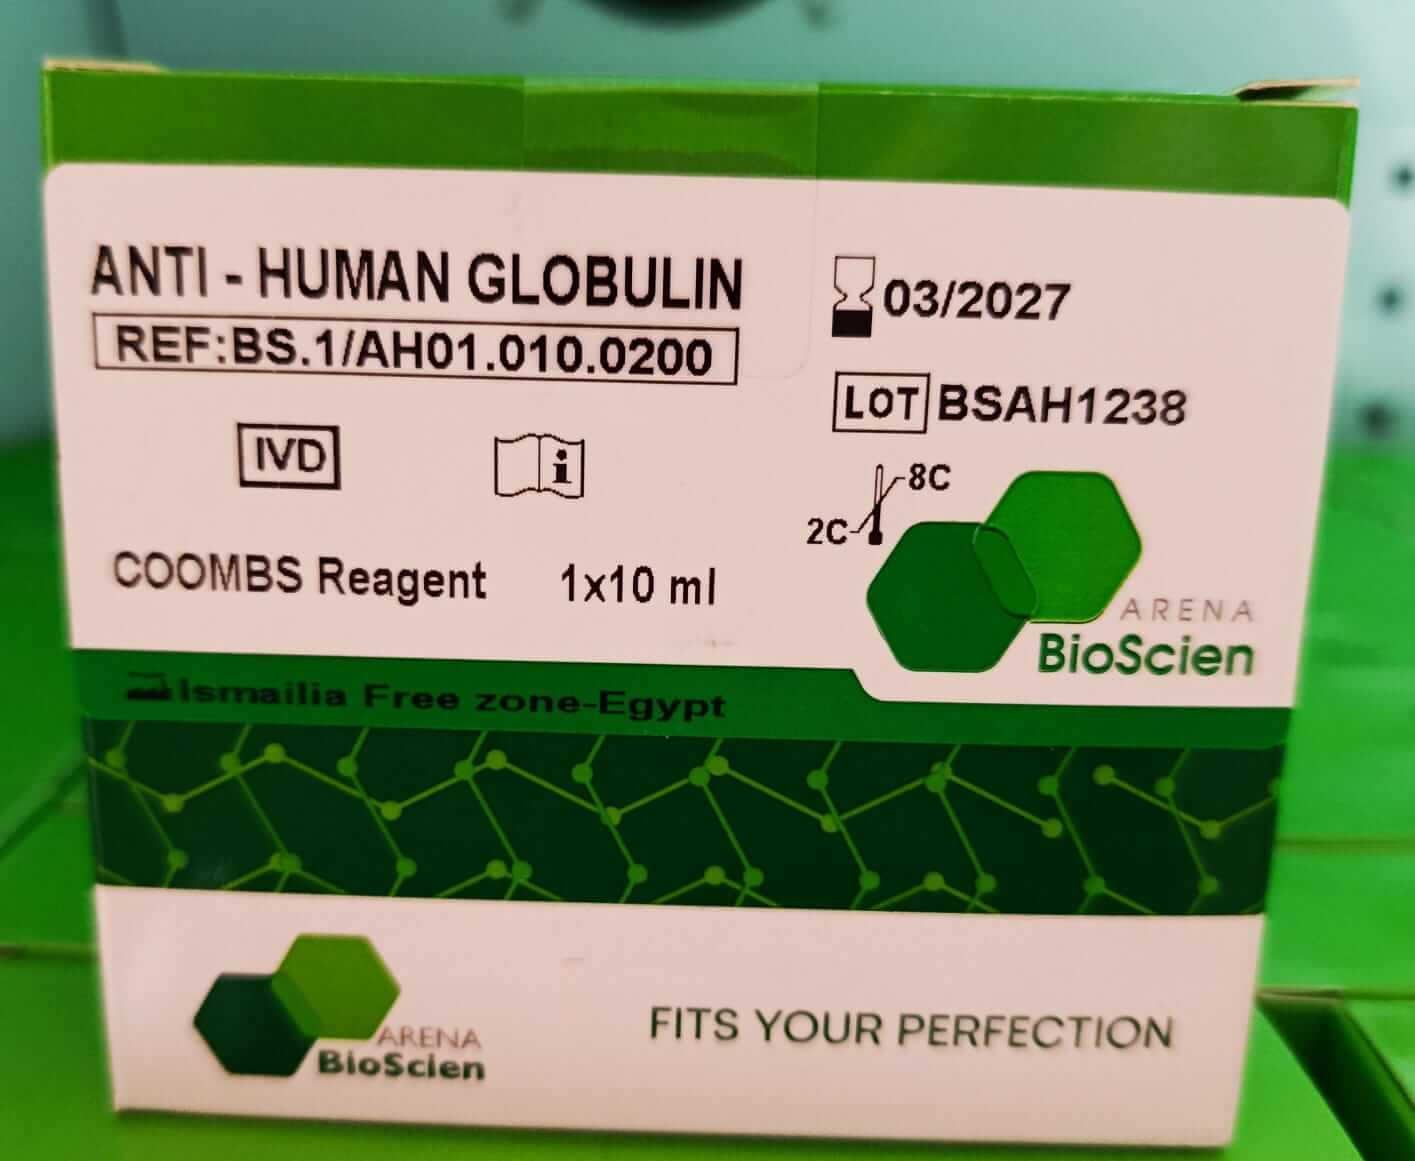 ANTI - HUMAN GLOBULIN
REF:BS.1/AH01.010.0200
03/2027
LOT BSAH1238
IVD
i
8C
2C
COOMBS Reagent 1x10 ml
ARENA
BioScien
Ismailia Free zone-Egypt
ARENA
BioScien
FITS YOUR PERFECTION